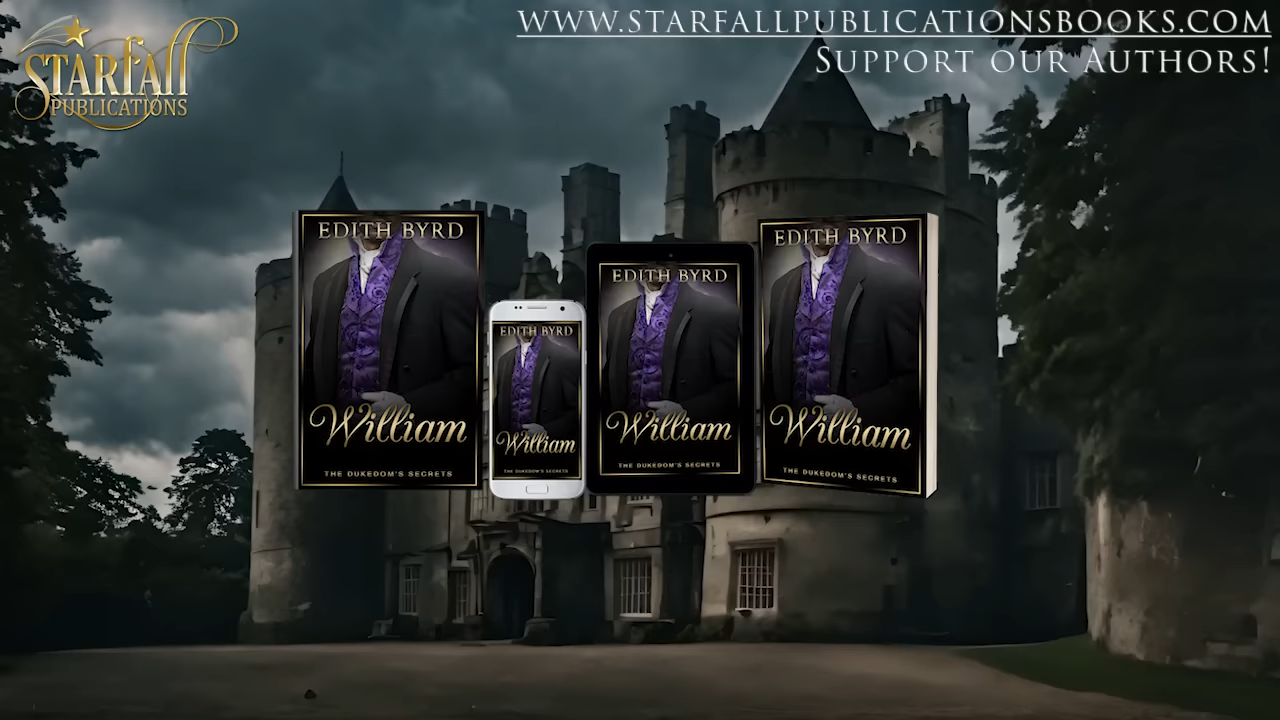 STARfall
PUBLICATIONS
WWW.STARFALLPUBLICATIONSBOOKS.COM
SUPPORT OUR AUTHORS!
EDITH BYRD
William
THE DUKEDOM'S SECRETS
EDITH BYRD
William
THE DUKEDOM'S SECRETS
EDITH BYRD
William
THE DUKEDOM'S SECRETS
EDITH BYRD
William
THE DUKEDOM'S SECRETS